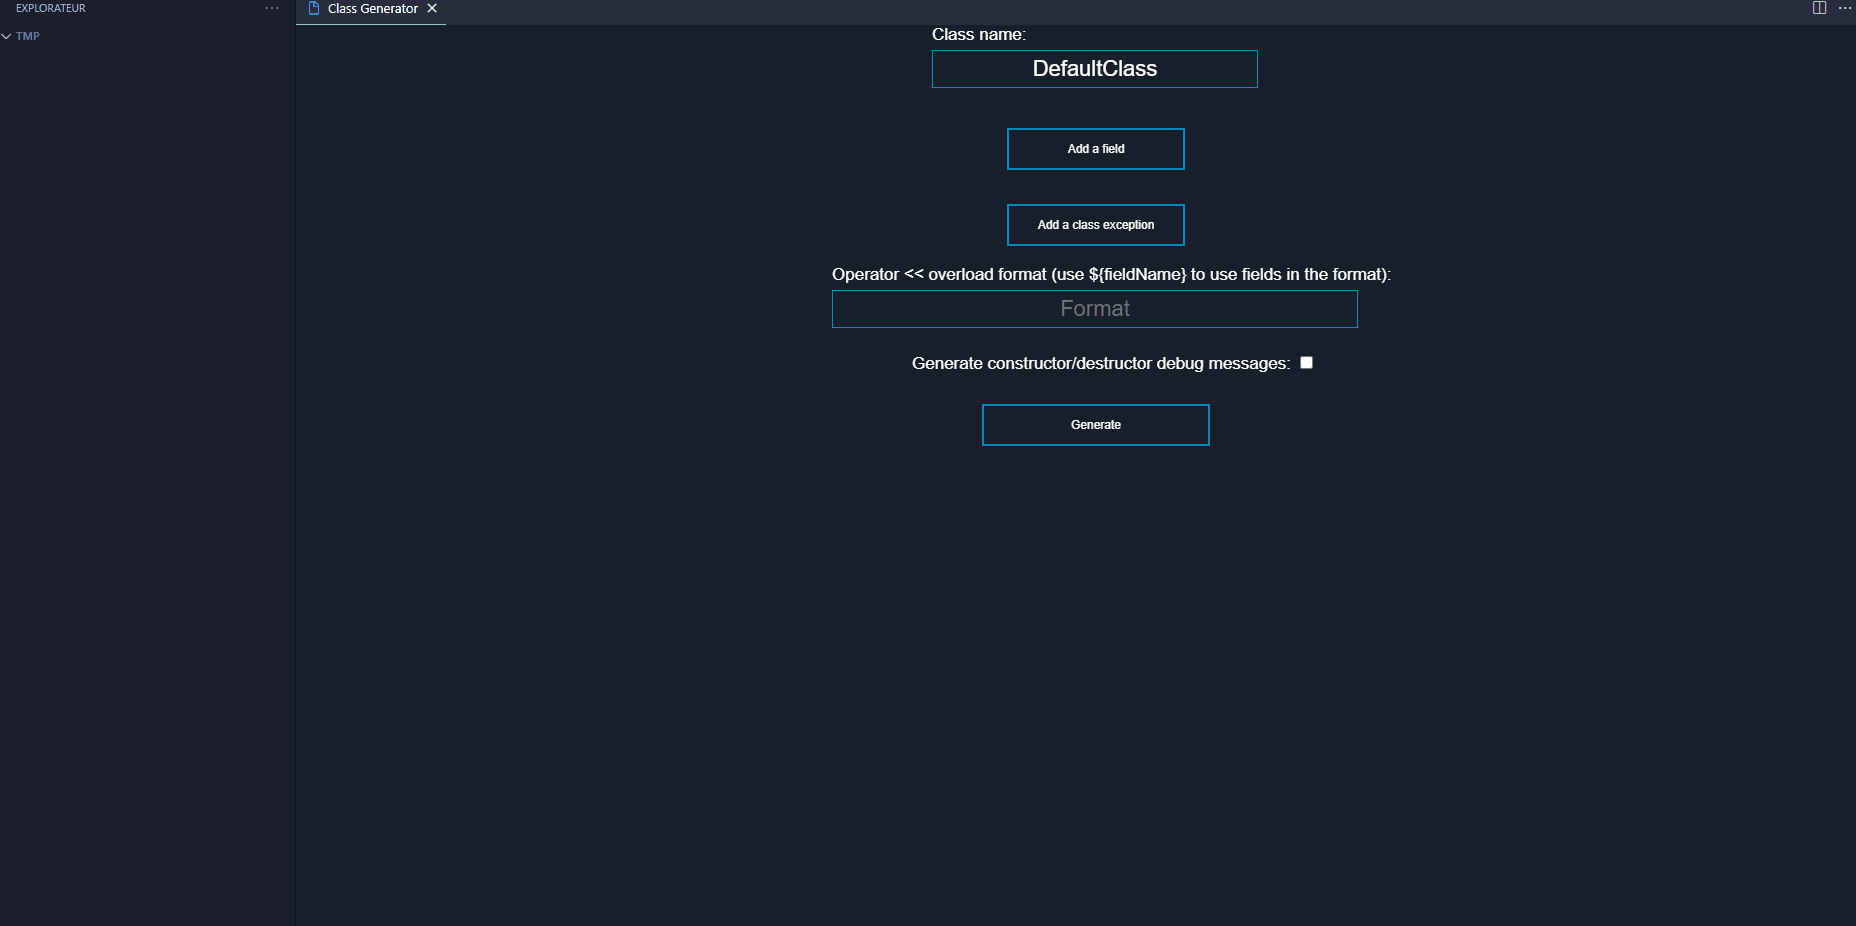 EXPLORATEUR
TMP
Class Generator
Class name:
DefaultClass
Add a field
Add a class exception
Operator << overload format (use ${fieldName} to use fields in the format):
Format
Generate constructor/destructor debug messages:
Generate